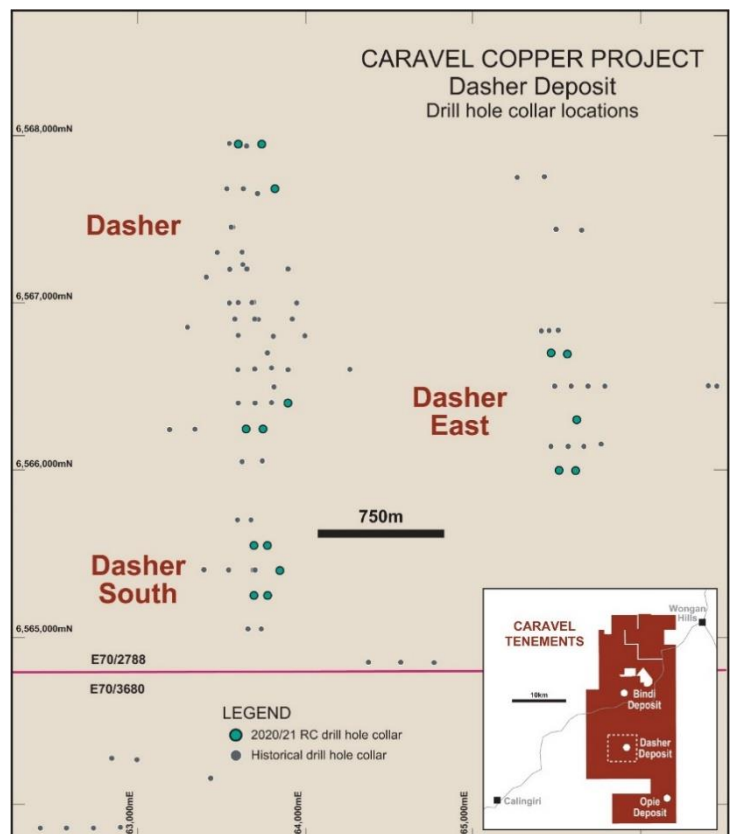 CARAVEL COPPER PROJECT
Dasher Deposit
Drill hole collar locations
6,568,000mN
Dasher
6,567,000mN
Dasher
East
6,566,000mN
750m
Dasher
South
6,565,000mN
E70/2788
E70/3680
LEGEND
2020/21 RC drill hole collar
Historical drill hole collar
CARAVEL
TENEMENTS
Wongan
Hills
10km
Bindi
Deposit
Dasher
Deposit
Calingiri
Opie
Deposit
63,000mE
64,000mE
65,000mE